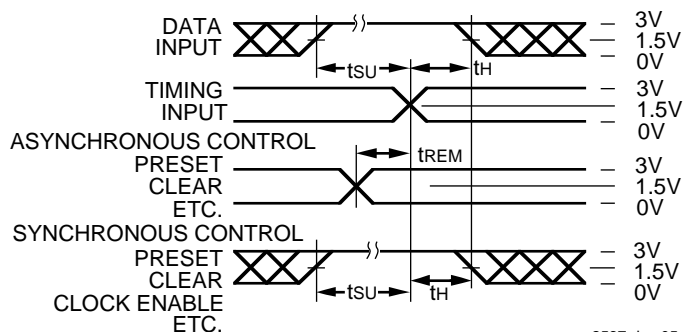 DATA
INPUT
3V
1.5V
0V
tSU
tH
TIMING
INPUT
3V
1.5V
0V
ASYNCHRONOUS CONTROL
tREM
PRESET
CLEAR
ETC.
3V
1.5V
0V
SYNCHRONOUS CONTROL
PRESET
CLEAR
CLOCK ENABLE
ETC.
tSU
tH
3V
1.5V
0V